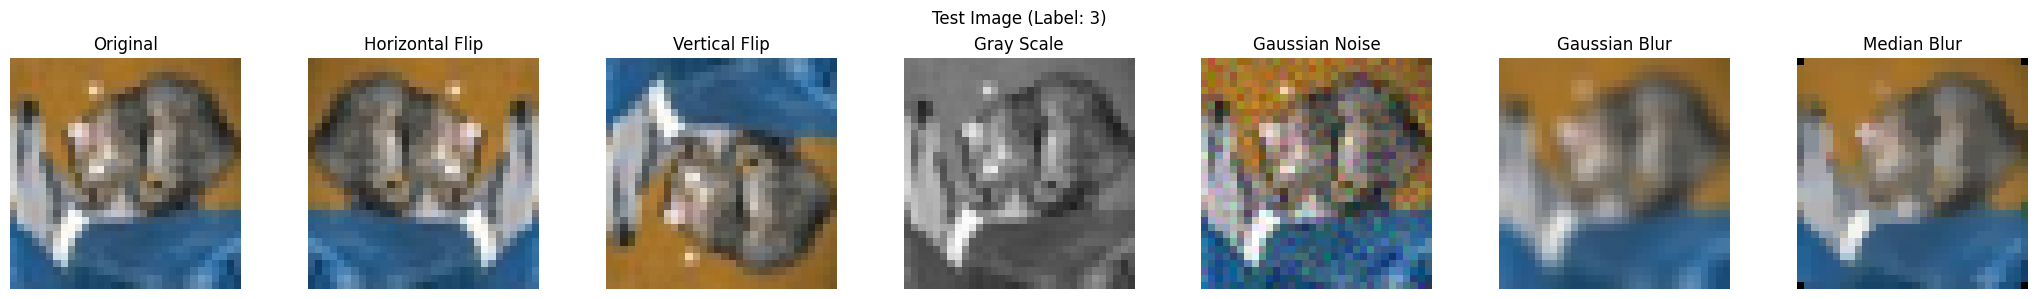 Test Image (Label: 3)
Original
Horizontal Flip
Vertical Flip
Gray Scale
Gaussian Noise
Gaussian Blur
Median Blur